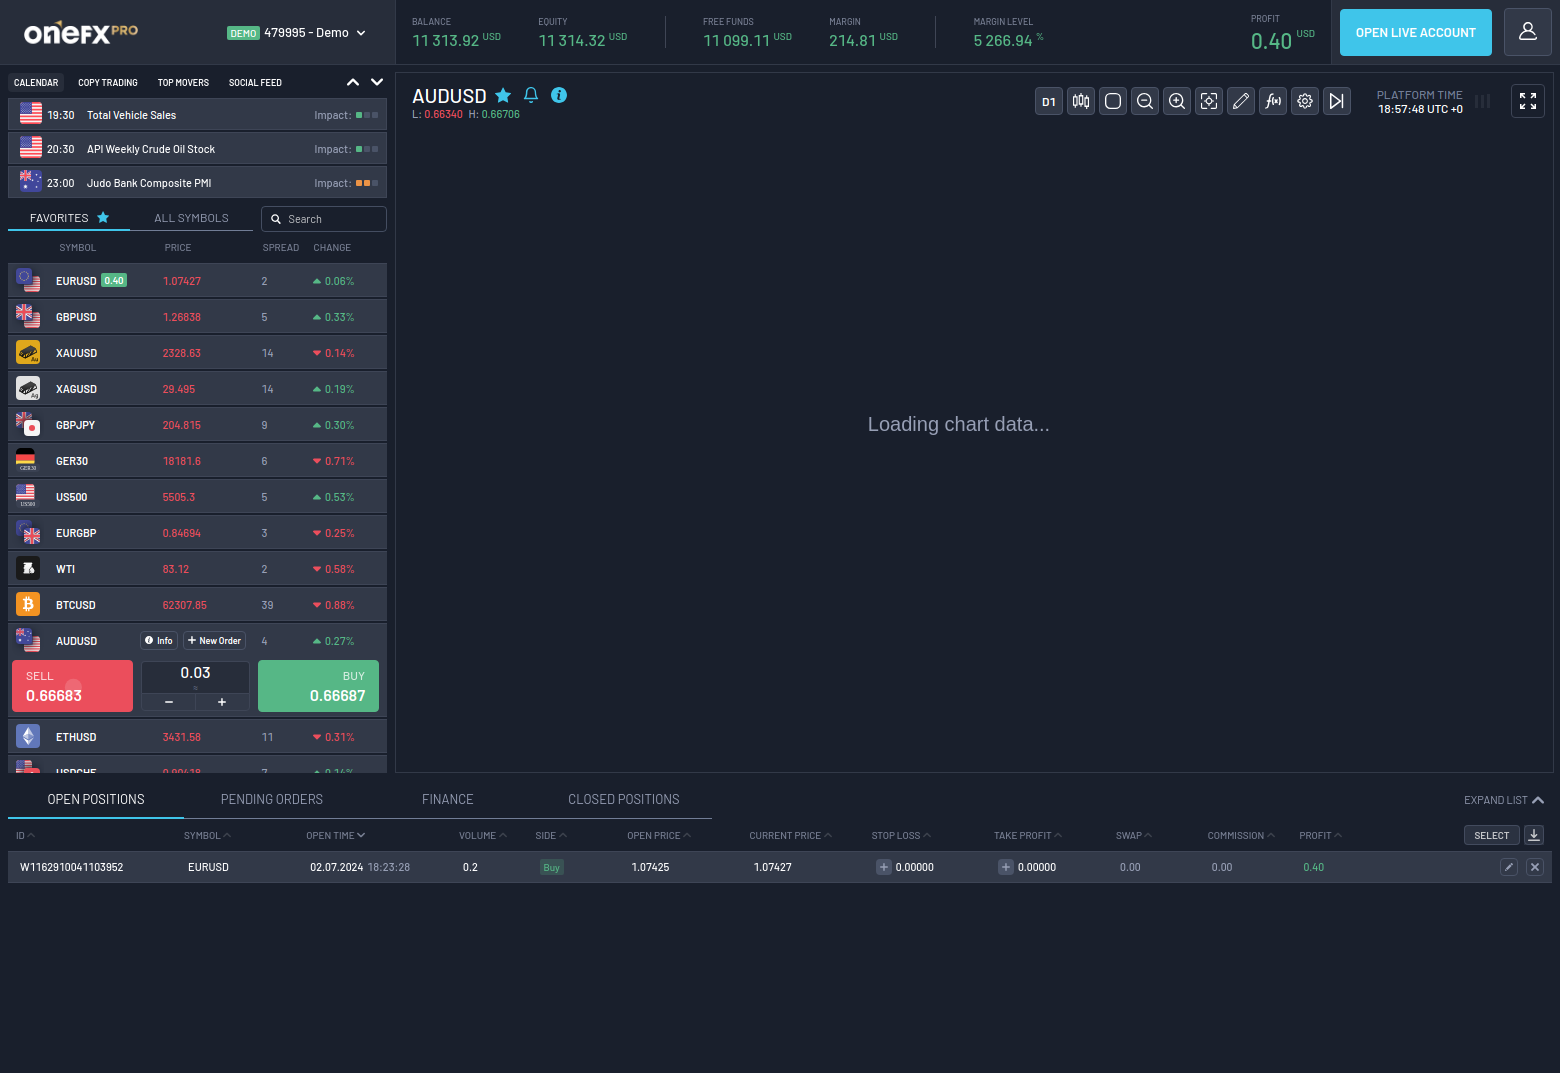 oneFX PRO
DEMO 479995 - Demo
BALANCE
11 313.92 USD
EQUITY
11 314.32 USD
FREE FUNDS
11 099.11 USD
MARGIN
214.81 USD
MARGIN LEVEL
5 266.94 %
PROFIT
0.40 USD
OPEN LIVE ACCOUNT
CALENDAR COPY TRADING TOP MOVERS SOCIAL FEED
19:30 Total Vehicle Sales Impact:
20:30 API Weekly Crude Oil Stock Impact:
23:00 Judo Bank Composite PMI Impact:
FAVORITES ALL SYMBOLS Search
SYMBOL PRICE SPREAD CHANGE
EURUSD 0.40 1.07427 2 0.06%
GBPUSD 1.26838 5 0.33%
XAUUSD 2328.63 14 0.14%
XAGUSD 29.495 14 0.19%
GBPJPY 204.815 9 0.30%
GER30 18181.6 6 0.71%
US500 5505.3 5 0.53%
EURGBP 0.84694 3 0.25%
WTI 83.12 2 0.58%
BTCUSD 62307.85 39 0.88%
AUDUSD Info New Order 4 0.27%
SELL
0.66683
0.03
− +
BUY
0.66687
ETHUSD 3431.58 11 0.31%
AUDUSD
L: 0.66340 H: 0.66706
D1 f(x)
PLATFORM TIME
18:57:48 UTC +0
Loading chart data...
OPEN POSITIONS PENDING ORDERS FINANCE CLOSED POSITIONS EXPAND LIST
ID SYMBOL OPEN TIME VOLUME SIDE OPEN PRICE CURRENT PRICE STOP LOSS TAKE PROFIT SWAP COMMISSION PROFIT SELECT
W1162910041103952 EURUSD 02.07.2024 18:23:28 0.2 Buy 1.07425 1.07427 + 0.00000 + 0.00000 0.00 0.00 0.40